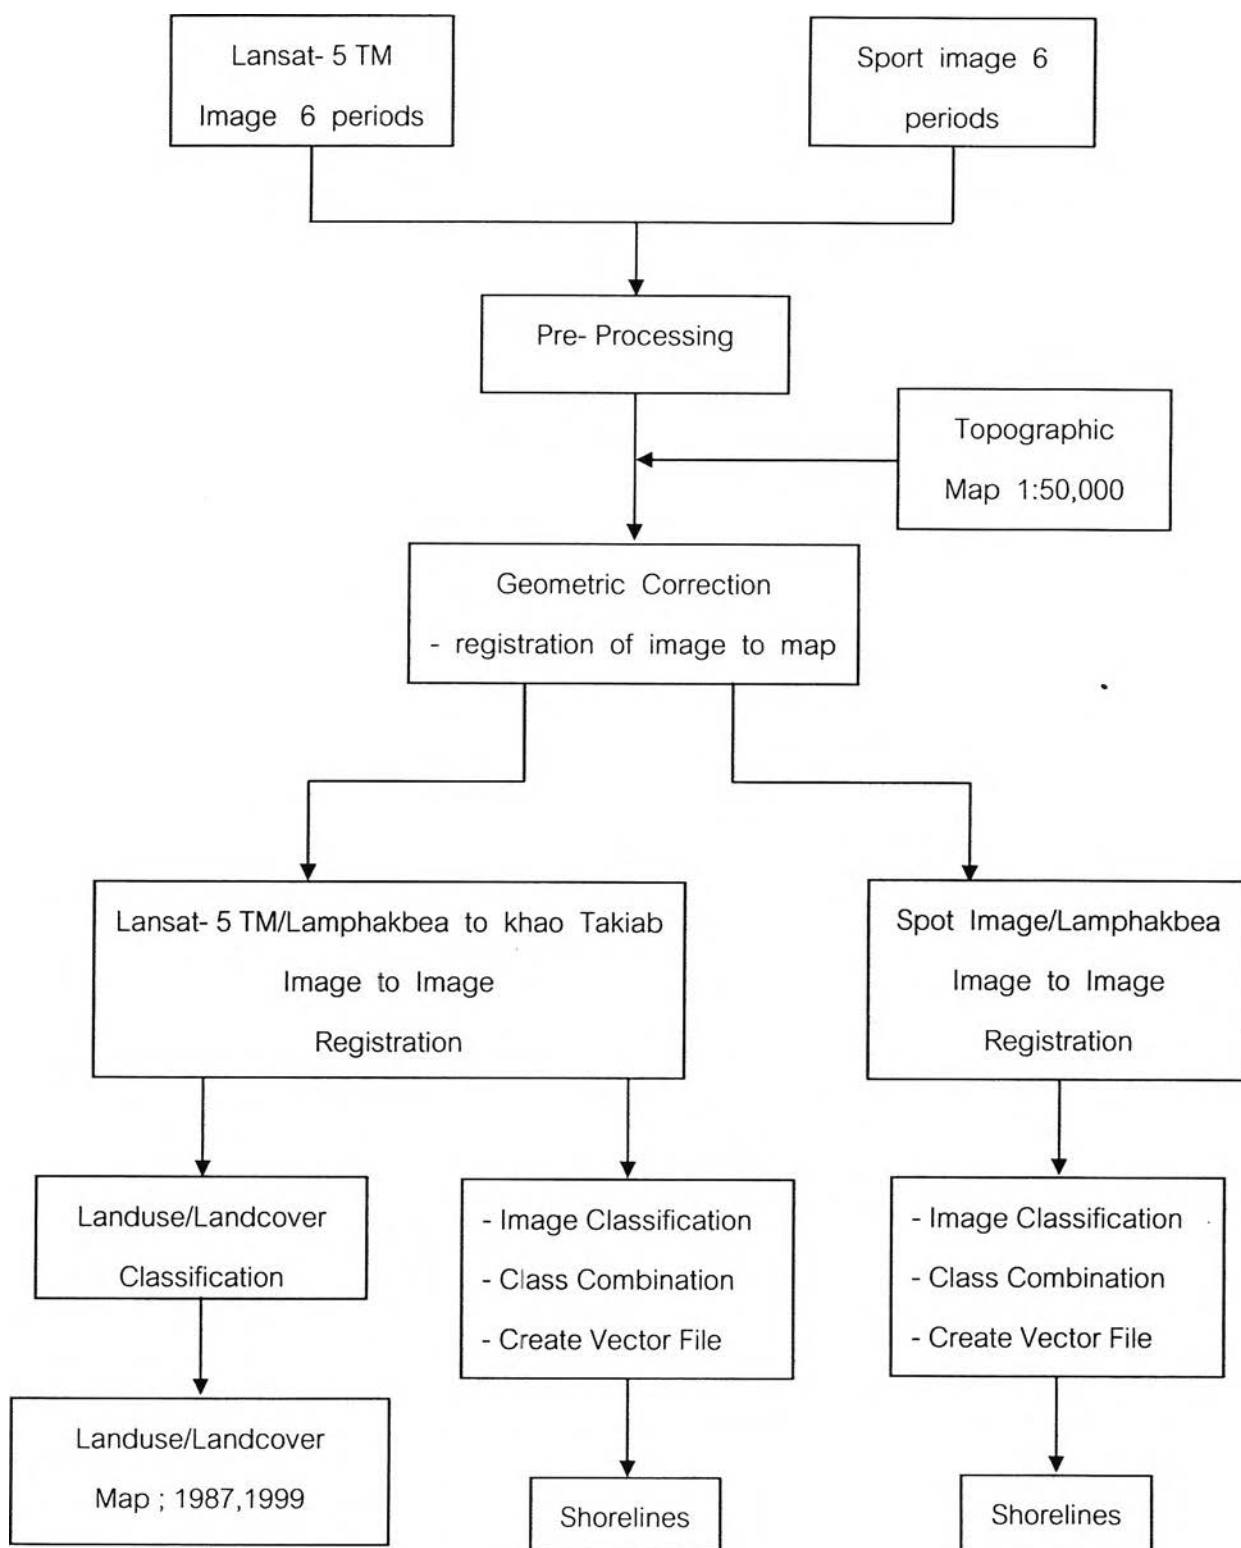 Lansat- 5 TM
Image 6 periods
Sport image 6
periods
Pre- Processing
Topographic
Map 1:50,000
Geometric Correction
- registration of image to map
Lansat- 5 TM/Lamphakbea to khao Takiab
Image to Image
Registration
Spot Image/Lamphakbea
Image to Image
Registration
Landuse/Landcover
Classification
- Image Classification
- Class Combination
- Create Vector File
- Image Classification
- Class Combination
- Create Vector File
Landuse/Landcover
Map ; 1987,1999
Shorelines
Shorelines